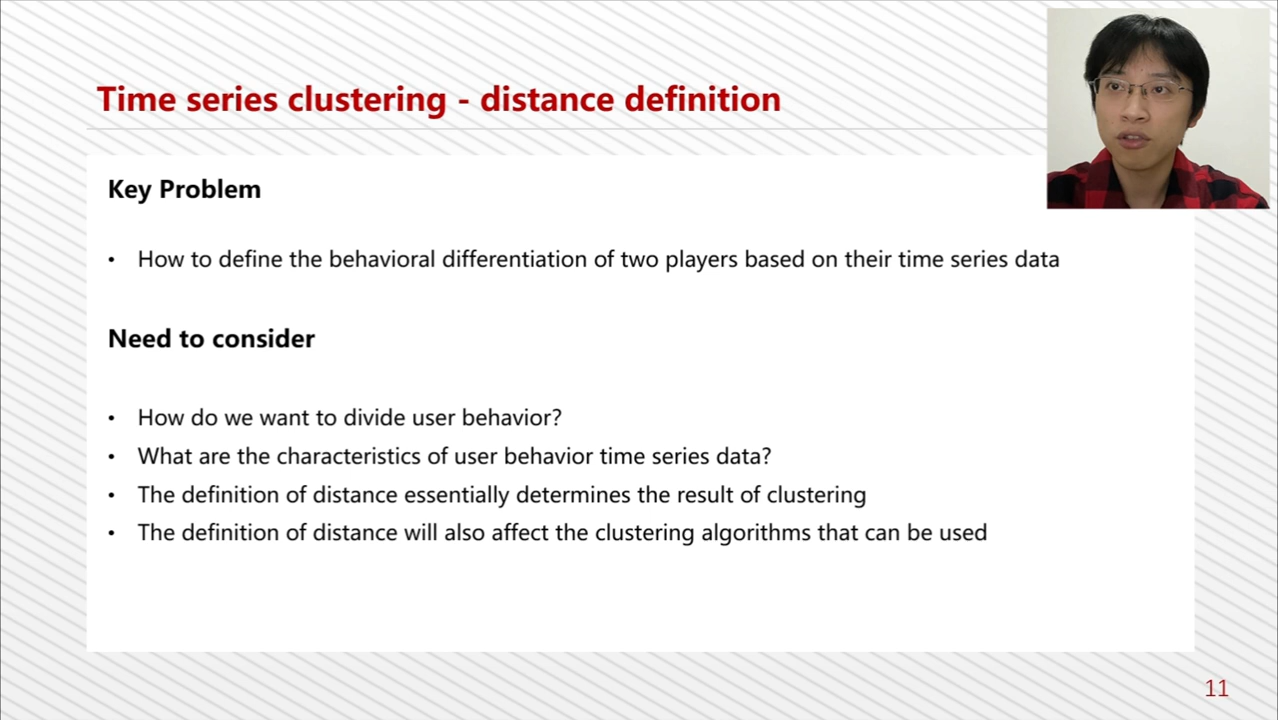 Time series clustering - distance definition
Key Problem
• How to define the behavioral differentiation of two players based on their time series data
Need to consider
• How do we want to divide user behavior?
• What are the characteristics of user behavior time series data?
• The definition of distance essentially determines the result of clustering
• The definition of distance will also affect the clustering algorithms that can be used
11